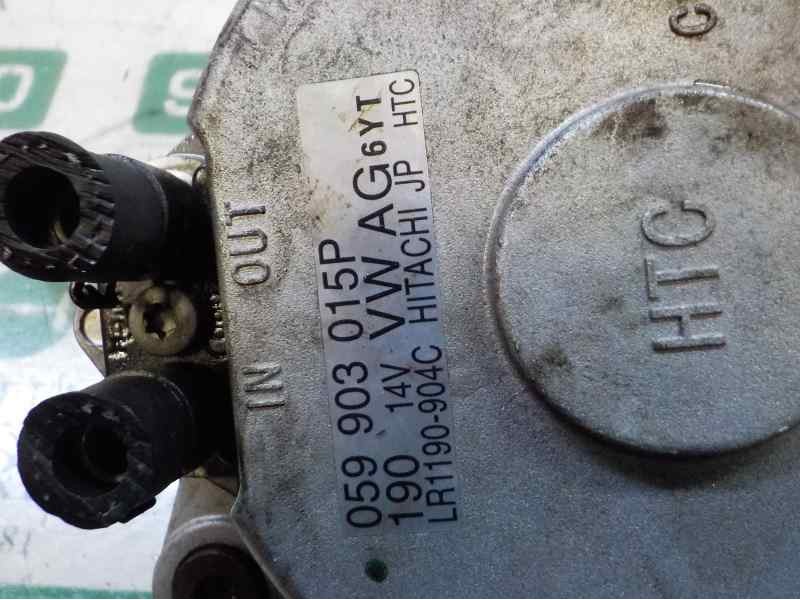 059 903 015P
190 14V VW AG 6YT
LR1190-904C HITACHI JP HTC
OUT
IN
HTC
C